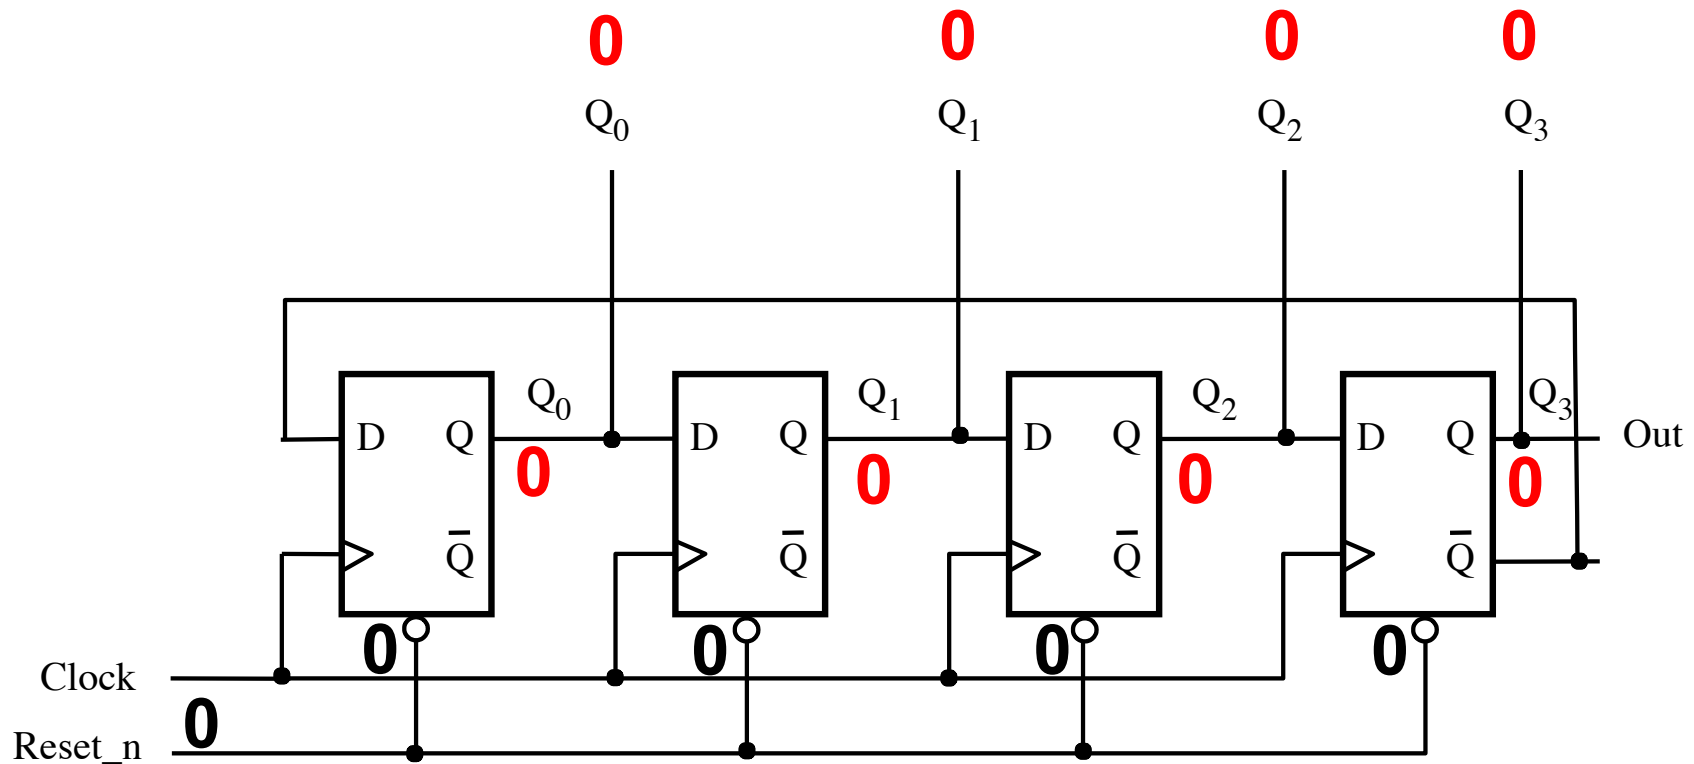 0 0 0 0
Q0 Q1 Q2 Q3
Q0 Q1 Q2 Q3
D Q D Q D Q D Q Out
0 0 0 0
Q̅ Q̅ Q̅ Q̅
0 0 0 0
Clock
0
Reset_n